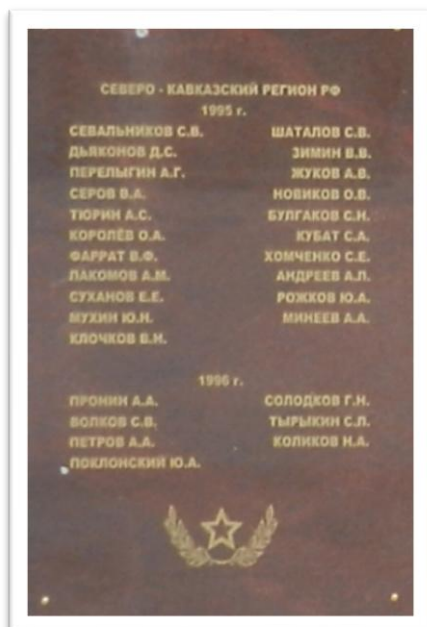 СЕВЕРО - КАВКАЗСКИЙ РЕГИОН РФ
1995 г.
СЕВАЛЬНИКОВ С.В. ШАТАЛОВ С.В.
ДЬЯКОНОВ Д.С. ЗИМИН В.В.
ПЕРЕЛЫГИН А.Г. ЖУКОВ А.В.
СЕРОВ В.А. НОВИКОВ О.В.
ТЮРИН А.С. БУЛГАКОВ С.Н.
КОРОЛЁВ О.А. КУБАТ С.А.
ФАРРАТ В.Ф. ХОМЧЕНКО С.Е.
ЛАКОМОВ А.М. АНДРЕЕВ А.Л.
СУХАНОВ Е.Е. РОЖКОВ Ю.А.
МУХИН Ю.Н. МИНЕЕВ А.А.
КЛОЧКОВ В.Н.
1996 г.
ПРОНИН А.А. СОЛОДКОВ Г.Н.
ВОЛКОВ С.В. ТЫРЫКИН С.Л.
ПЕТРОВ А.А. КОЛИКОВ Н.А.
ПОКЛОНСКИЙ Ю.А.